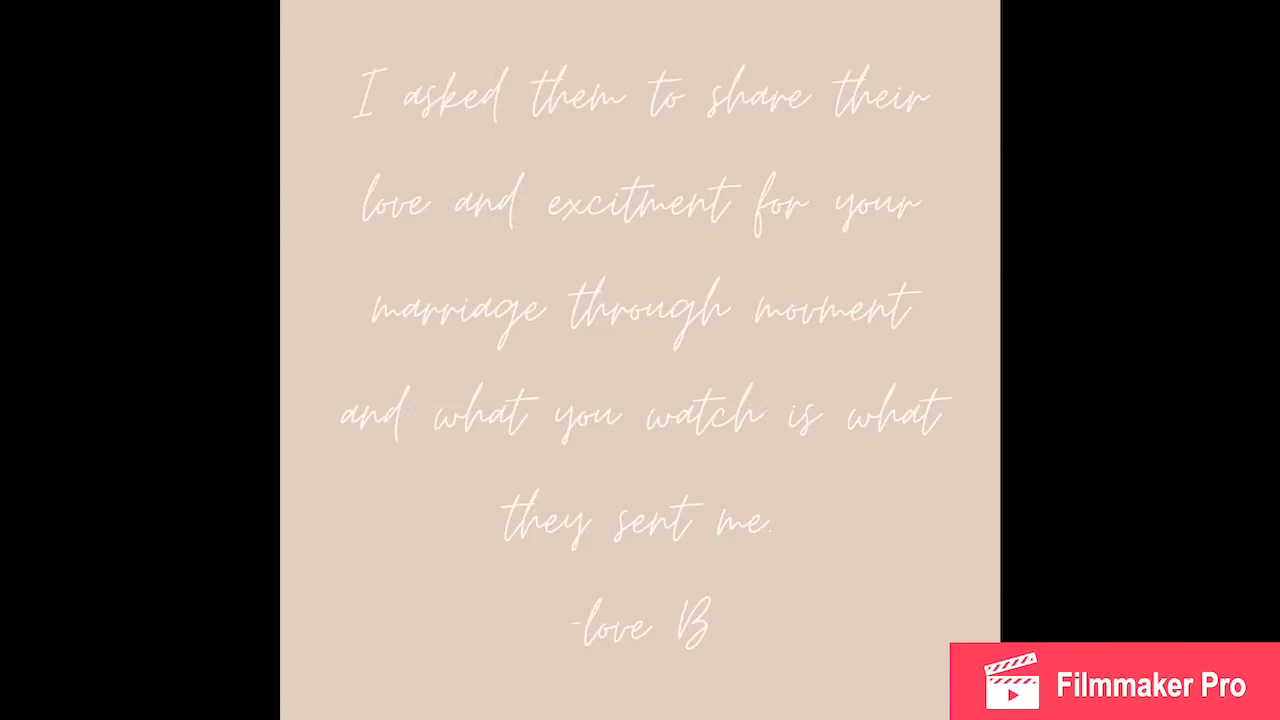 I asked them to share their
love and excitment for your
marriage through movment
and what you watch is what
they sent me.
-love B
Filmmaker Pro